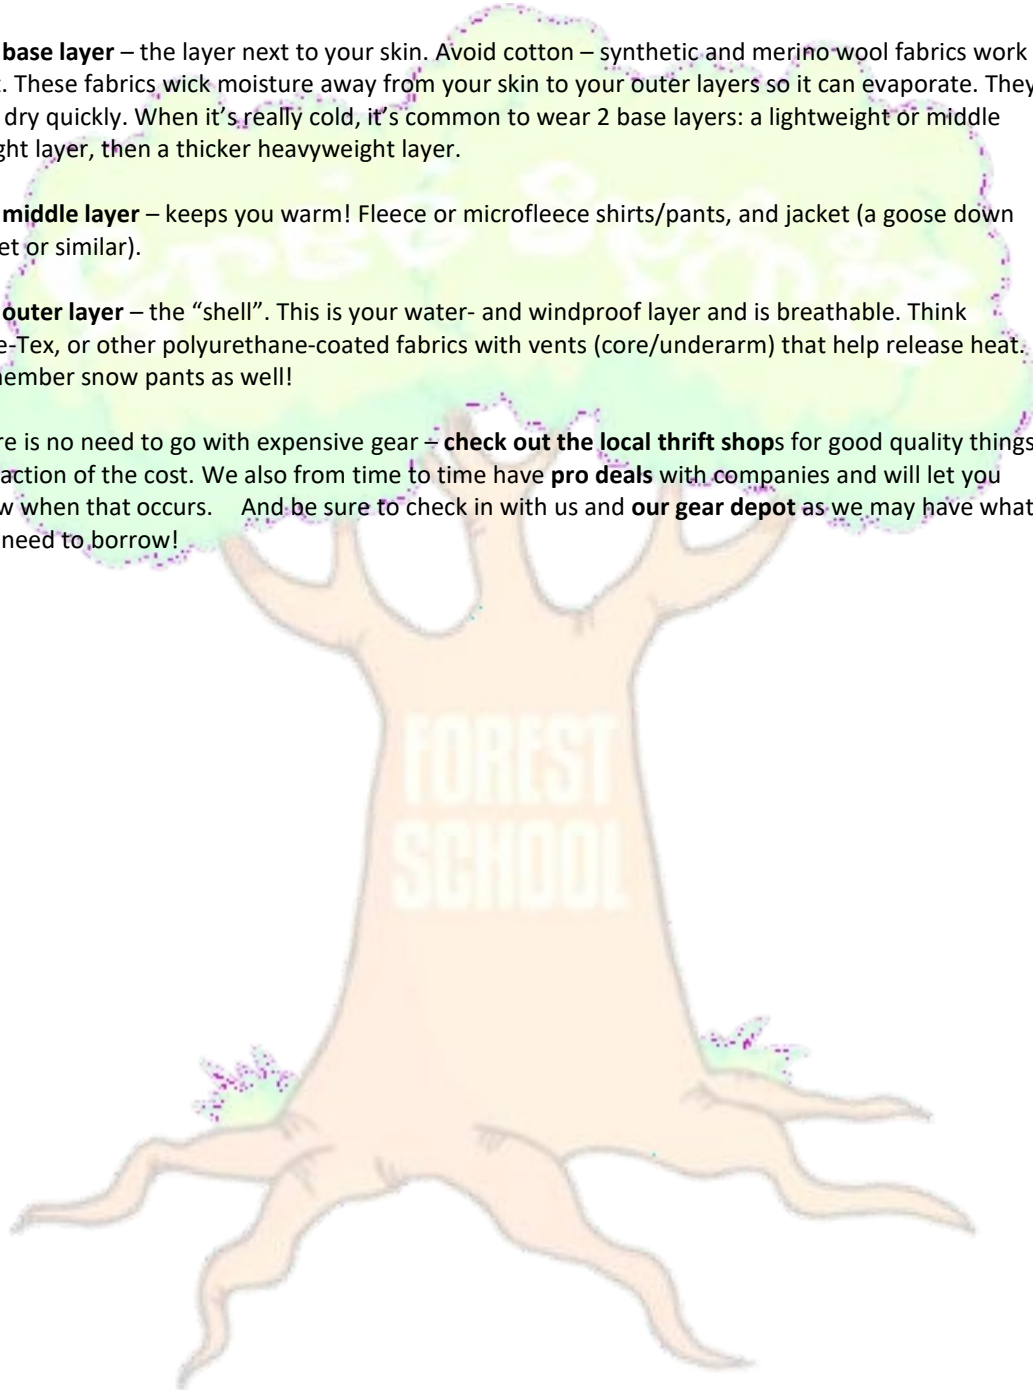 base layer – the layer next to your skin. Avoid cotton – synthetic and merino wool fabrics work
t. These fabrics wick moisture away from your skin to your outer layers so it can evaporate. They
dry quickly. When it’s really cold, it’s common to wear 2 base layers: a lightweight or middle
ght layer, then a thicker heavyweight layer.
middle layer – keeps you warm! Fleece or microfleece shirts/pants, and jacket (a goose down
et or similar).
outer layer – the “shell”. This is your water- and windproof layer and is breathable. Think
e-Tex, or other polyurethane-coated fabrics with vents (core/underarm) that help release heat.
ember snow pants as well!
re is no need to go with expensive gear – check out the local thrift shops for good quality things
action of the cost. We also from time to time have pro deals with companies and will let you
w when that occurs. And be sure to check in with us and our gear depot as we may have what
need to borrow!
FOREST
SCHOOL